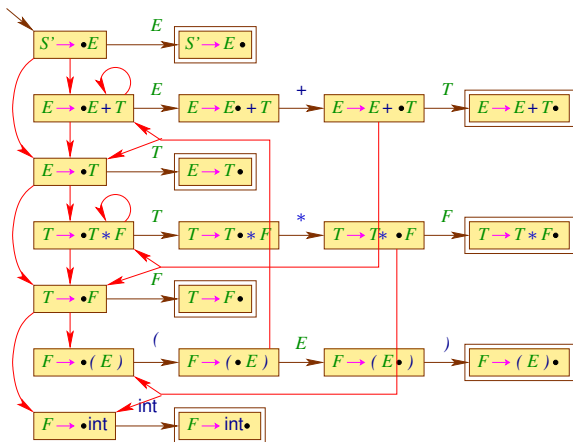 E
S’→ •E S’→ E•
E + T
E→ •E+T E→ E•+T E→ E+ •T E→ E+T•
T
E→ •T E→ T•
T * F
T→ •T*F T→ T•*F T→ T* •F T→ T*F•
F
T→ •F T→ F•
( E )
F→ •(E) F→ (•E) F→ (E•) F→ (E)•
int
F→ •int F→ int•